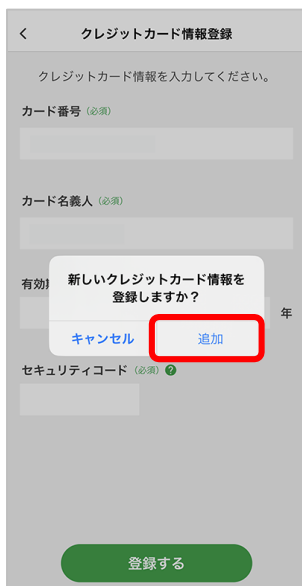 クレジットカード情報登録
クレジットカード情報を入力してください。
カード番号 (必須)
カード名義人 (必須)
新しいクレジットカード情報を
登録しますか？
有効
年
キャンセル 追加
セキュリティコード (必須) ?
登録する